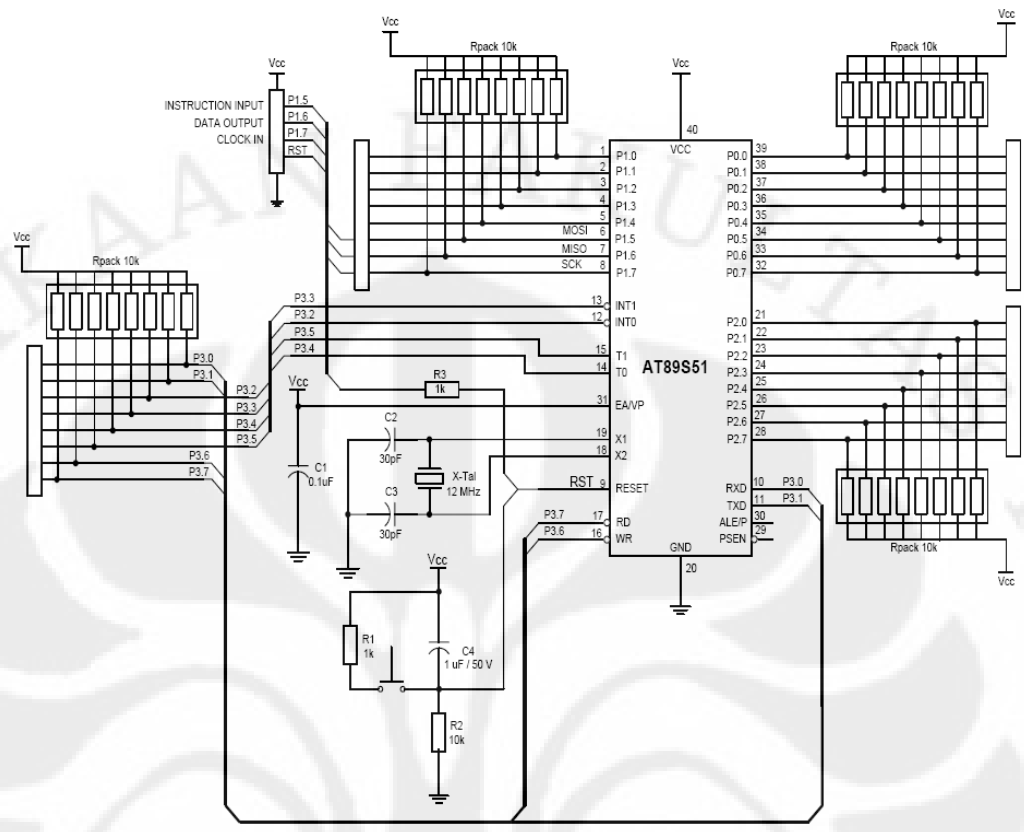 Vcc
Rpack 10k
Vcc
Rpack 10k
Vcc
INSTRUCTION INPUT
DATA OUTPUT
CLOCK IN
P1.5
P1.6
P1.7
RST
Vcc
40
VCC
1 P1.0
2 P1.1
3 P1.2
4 P1.3
5 P1.4
MOSI 6 P1.5
MISO 7 P1.6
SCK 8 P1.7
P0.0 39
P0.1 38
P0.2 37
P0.3 36
P0.4 35
P0.5 34
P0.6 33
P0.7 32
Vcc
Rpack 10k
P3.0
P3.1
P3.2
P3.3
P3.4
P3.5
P3.6
P3.7
P3.3 13 INT1
P3.2 12 INT0
P3.5 15 T1
P3.4 14 T0
AT89S51
P2.0 21
P2.1 22
P2.2 23
P2.3 24
P2.4 25
P2.5 26
P2.6 27
P2.7 28
R3
1k
Vcc
31 EA/VP
C1
0.1uF
C2
30pF
C3
30pF
X-Tal
12 MHz
19 X1
18 X2
RST 9 RESET
P3.7 17 RD
P3.6 16 WR
RXD 10 P3.0
TXD 11 P3.1
ALE/P 30
PSEN 29
GND
20
Rpack 10k
Vcc
Vcc
R1
1k
C4
1 uF / 50 V
R2
10k
KAAN FAKULTAS